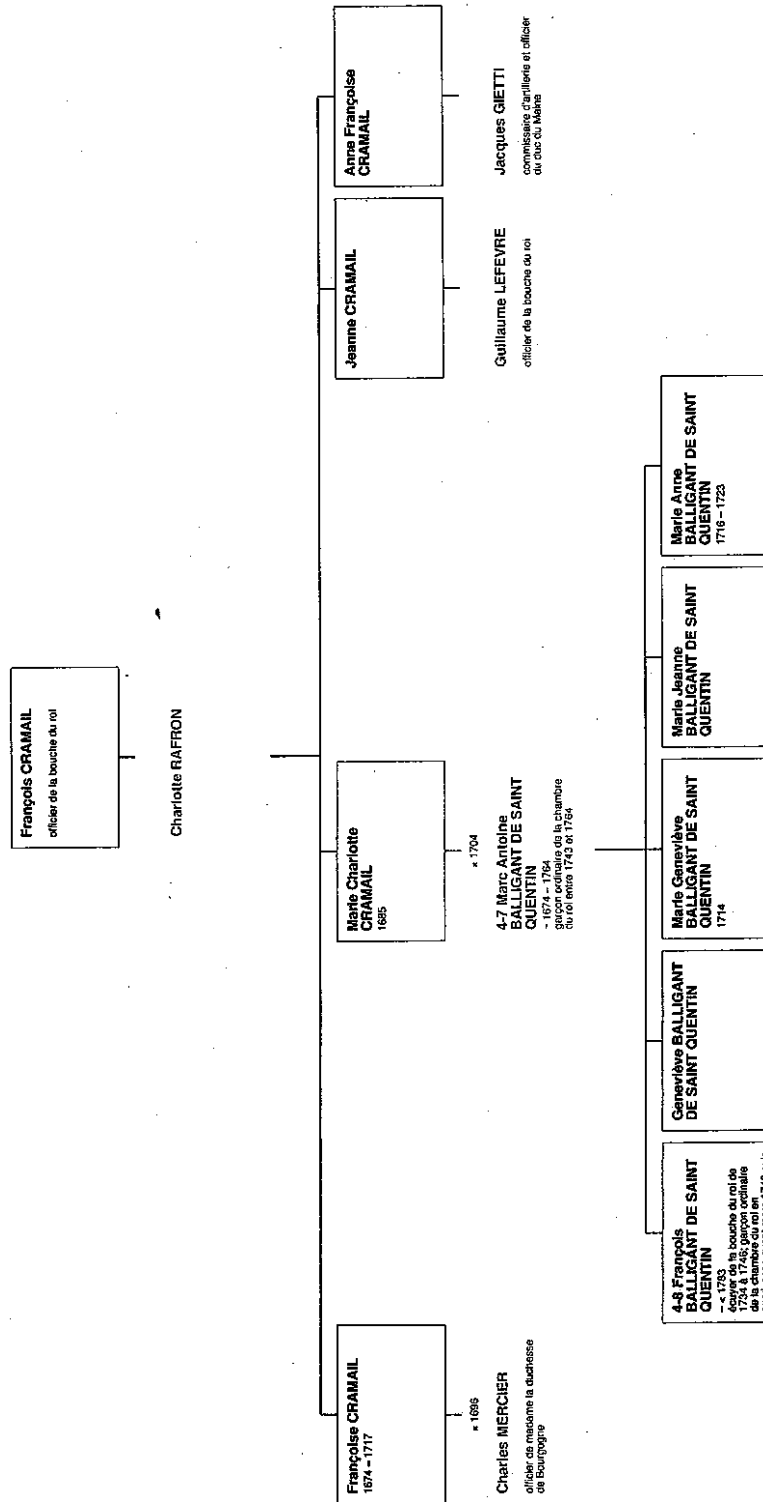 François CRAMAIL
officier de la bouche du roi
Charlotte RAFRON
Françoise CRAMAIL
1674 – 1717
x 1696
Charles MERCIER
officier de madame la duchesse
de Bourgogne
Marie Charlotte
CRAMAIL
1685
x 1704
4-7 Marc Antoine
BALLIGANT DE SAINT
QUENTIN
~ 1674 – 1764
garçon ordinaire de la chambre
du roi entre 1743 et 1764
Jeanne CRAMAIL
Guillaume LEFEVRE
officier de la bouche du roi
Anne Françoise
CRAMAIL
Jacques GIETTI
commissaire d'artillerie et officier
du duc du Maine
4-8 François
BALLIGANT DE SAINT
QUENTIN
– < 1783
écuyer de la bouche du roi de
1734 à 1746; garçon ordinaire
de la chambre du roi en
Geneviève BALLIGANT
DE SAINT QUENTIN
Marie Geneviève
BALLIGANT DE SAINT
QUENTIN
1714
Marie Jeanne
BALLIGANT DE SAINT
QUENTIN
Marie Anne
BALLIGANT DE SAINT
QUENTIN
1716 – 1723